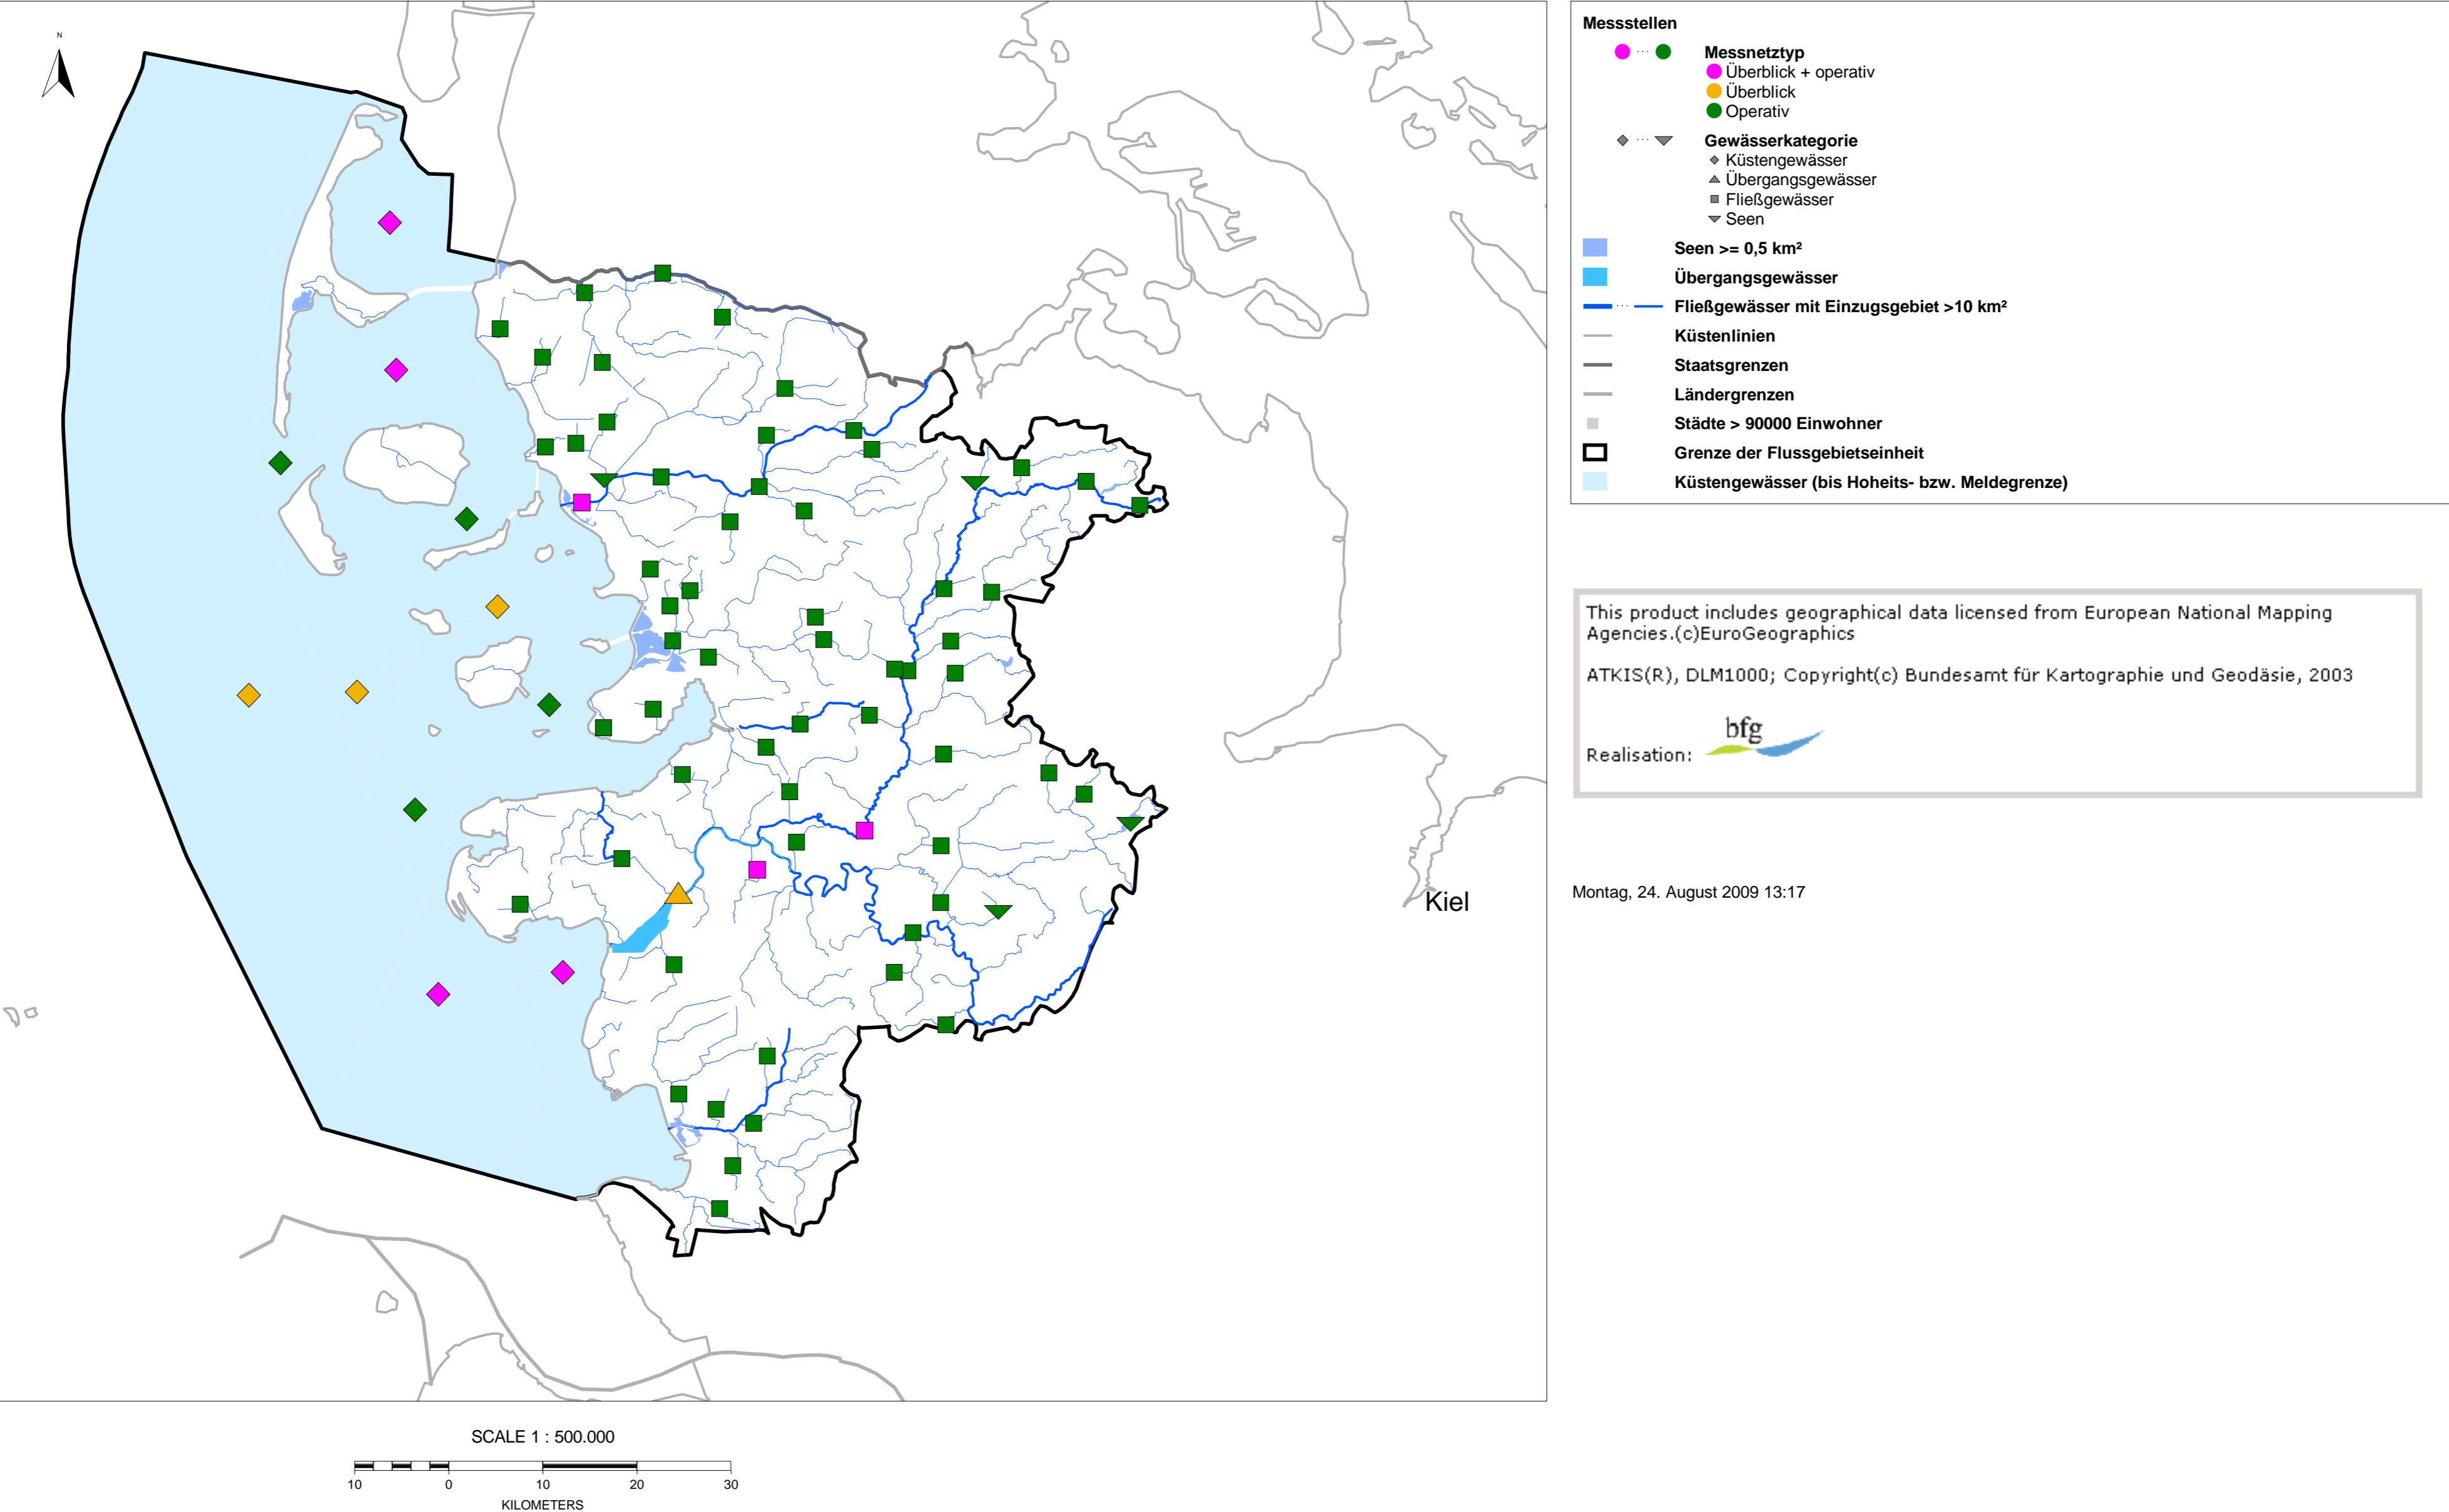 N
Kiel
SCALE 1 : 500.000
10 0 10 20 30
KILOMETERS
Messstellen
Messnetztyp
Überblick + operativ
Überblick
Operativ
Gewässerkategorie
Küstengewässer
Übergangsgewässer
Fließgewässer
Seen
Seen >= 0,5 km²
Übergangsgewässer
Fließgewässer mit Einzugsgebiet >10 km²
Küstenlinien
Staatsgrenzen
Ländergrenzen
Städte > 90000 Einwohner
Grenze der Flussgebietseinheit
Küstengewässer (bis Hoheits- bzw. Meldegrenze)
This product includes geographical data licensed from European National Mapping
Agencies.(c)EuroGeographics
ATKIS(R), DLM1000; Copyright(c) Bundesamt für Kartographie und Geodäsie, 2003
bfg
Realisation:
Montag, 24. August 2009 13:17